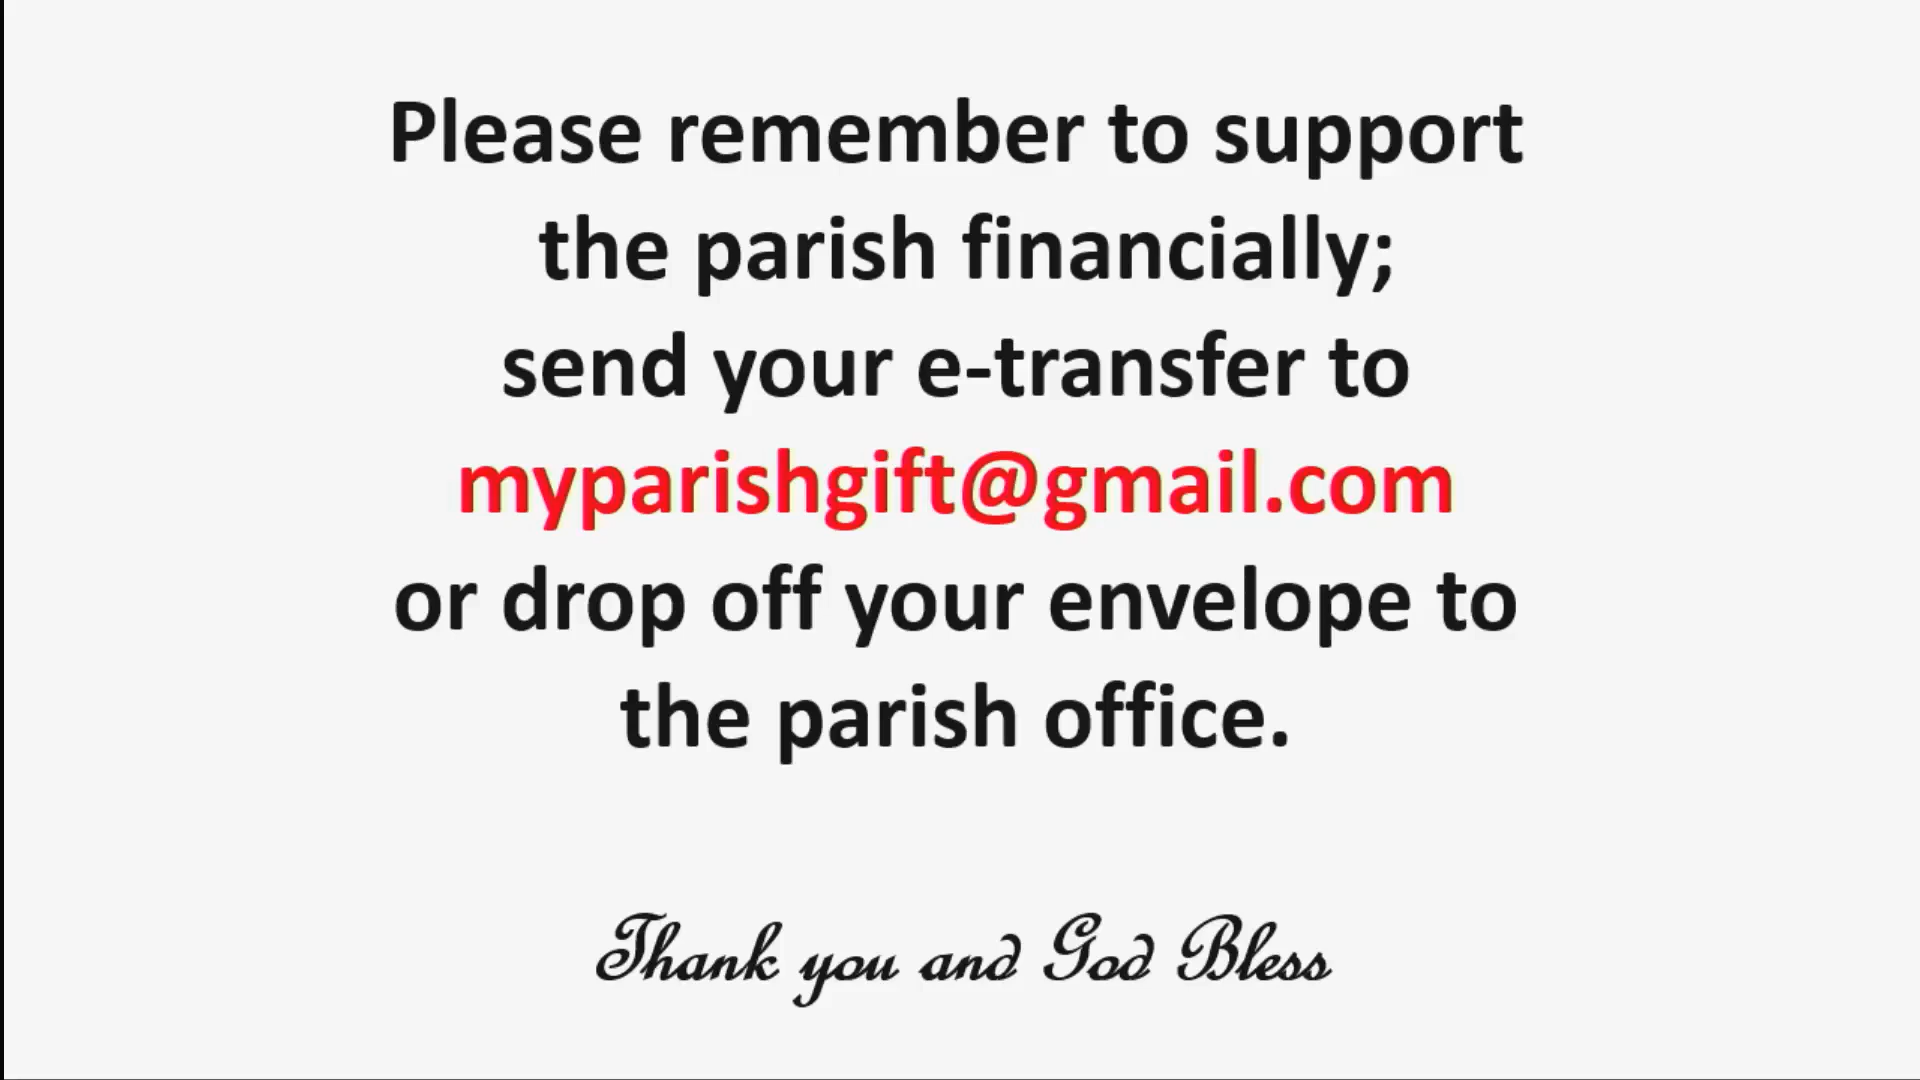 Please remember to support
the parish financially;
send your e-transfer to
myparishgift@gmail.com
or drop off your envelope to
the parish office.
Thank you and God Bless